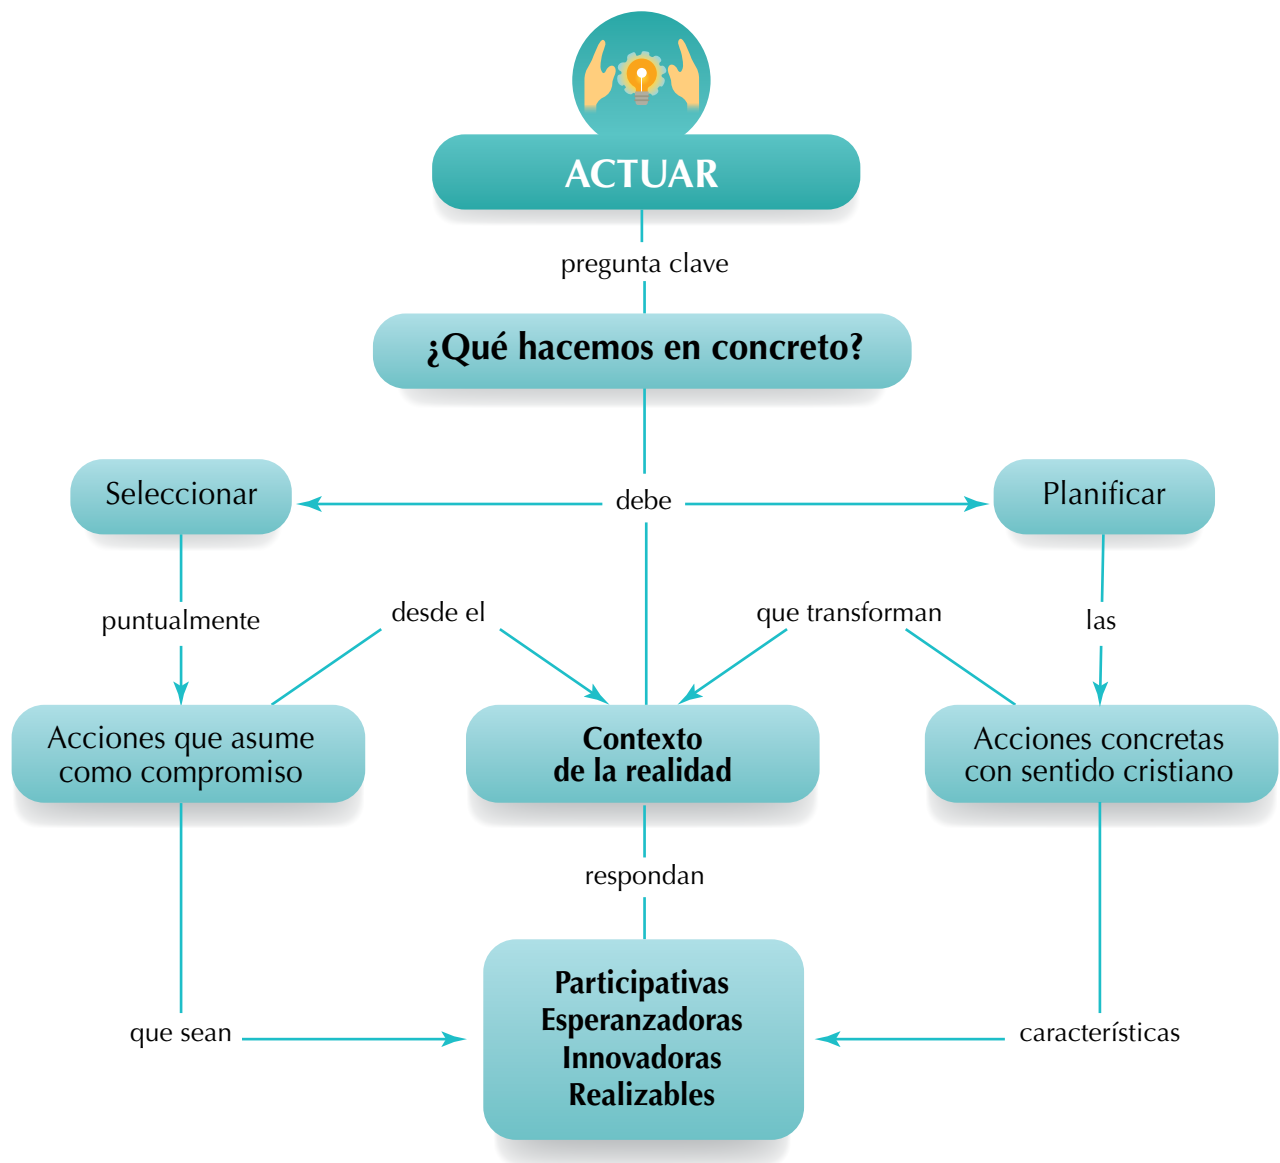 ACTUAR
pregunta clave
¿Qué hacemos en concreto?
Seleccionar
debe
Planificar
puntualmente
desde el
que transforman
las
Acciones que asume
como compromiso
Contexto
de la realidad
Acciones concretas
con sentido cristiano
respondan
Participativas
Esperanzadoras
Innovadoras
Realizables
que sean
característícas